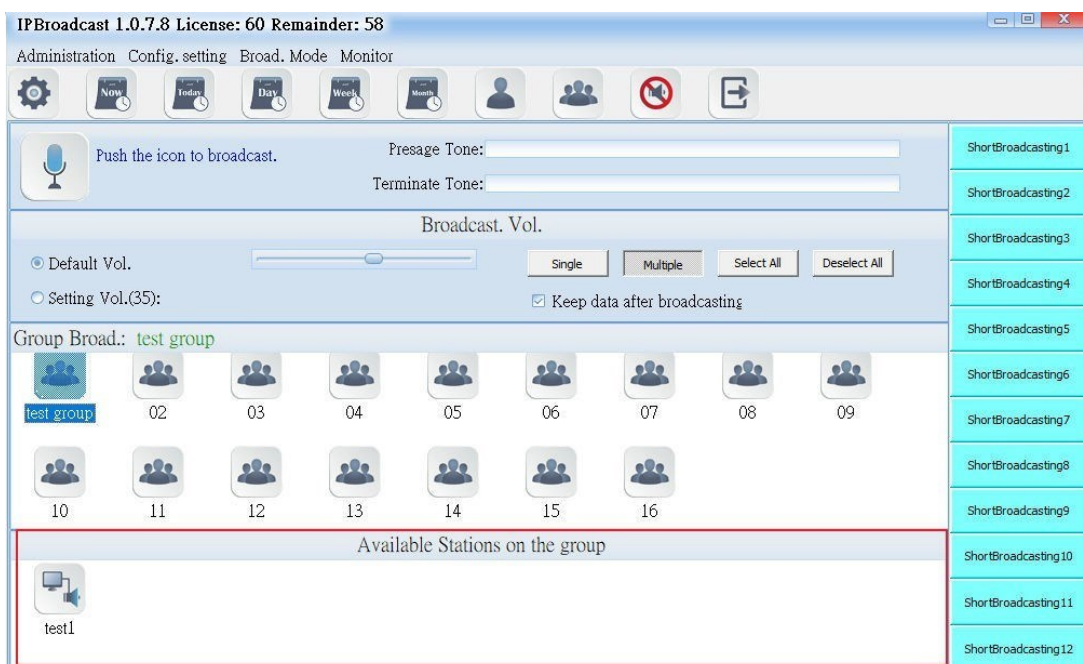 IPBroadcast 1.0.7.8 License: 60 Remainder: 58
Administration Config. setting Broad. Mode Monitor
Now Today Day Week Month
Push the icon to broadcast.
Presage Tone:
Terminate Tone:
Broadcast. Vol.
Default Vol.
Single Multiple Select All Deselect All
Setting Vol.(35):
Keep data after broadcasting
Group Broad.: test group
test group 02 03 04 05 06 07 08 09
10 11 12 13 14 15 16
Available Stations on the group
test1
ShortBroadcasting1
ShortBroadcasting2
ShortBroadcasting3
ShortBroadcasting4
ShortBroadcasting5
ShortBroadcasting6
ShortBroadcasting7
ShortBroadcasting8
ShortBroadcasting9
ShortBroadcasting10
ShortBroadcasting11
ShortBroadcasting12